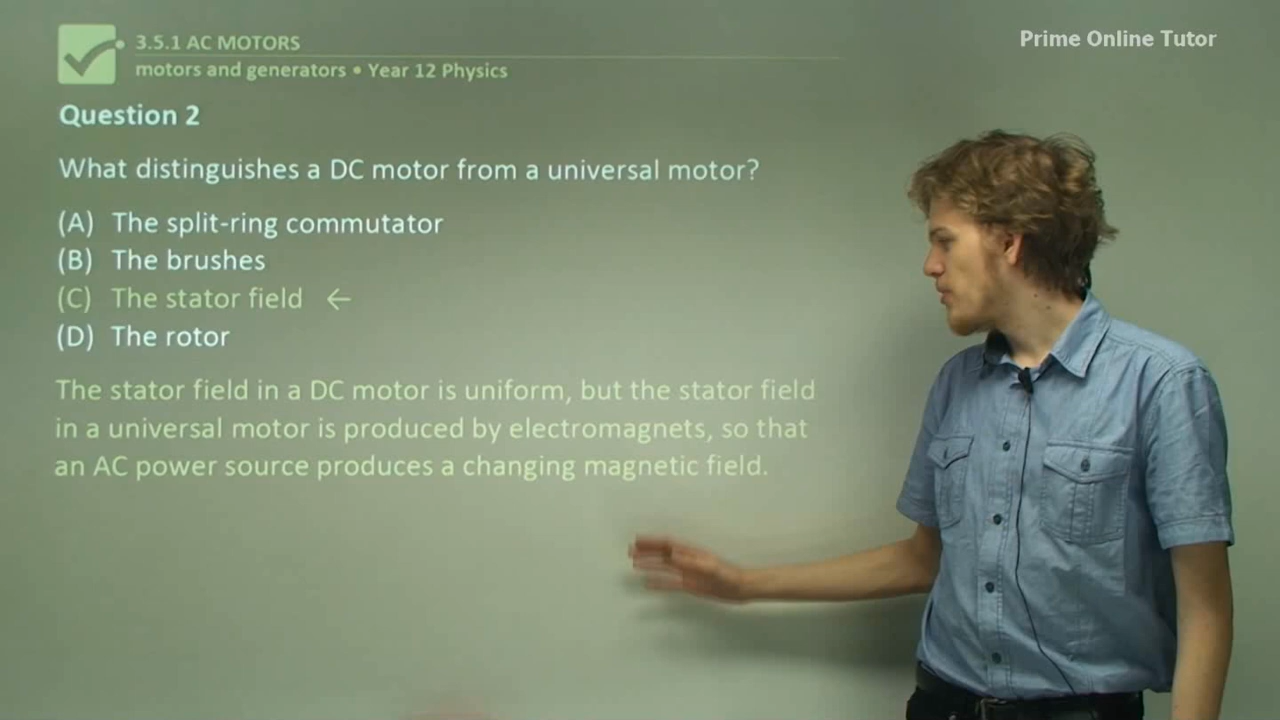 3.5.1 AC MOTORS
Prime Online Tutor
motors and generators • Year 12 Physics
Question 2
What distinguishes a DC motor from a universal motor?
(A) The split-ring commutator
(B) The brushes
(C) The stator field ←
(D) The rotor
The stator field in a DC motor is uniform, but the stator field
in a universal motor is produced by electromagnets, so that
an AC power source produces a changing magnetic field.